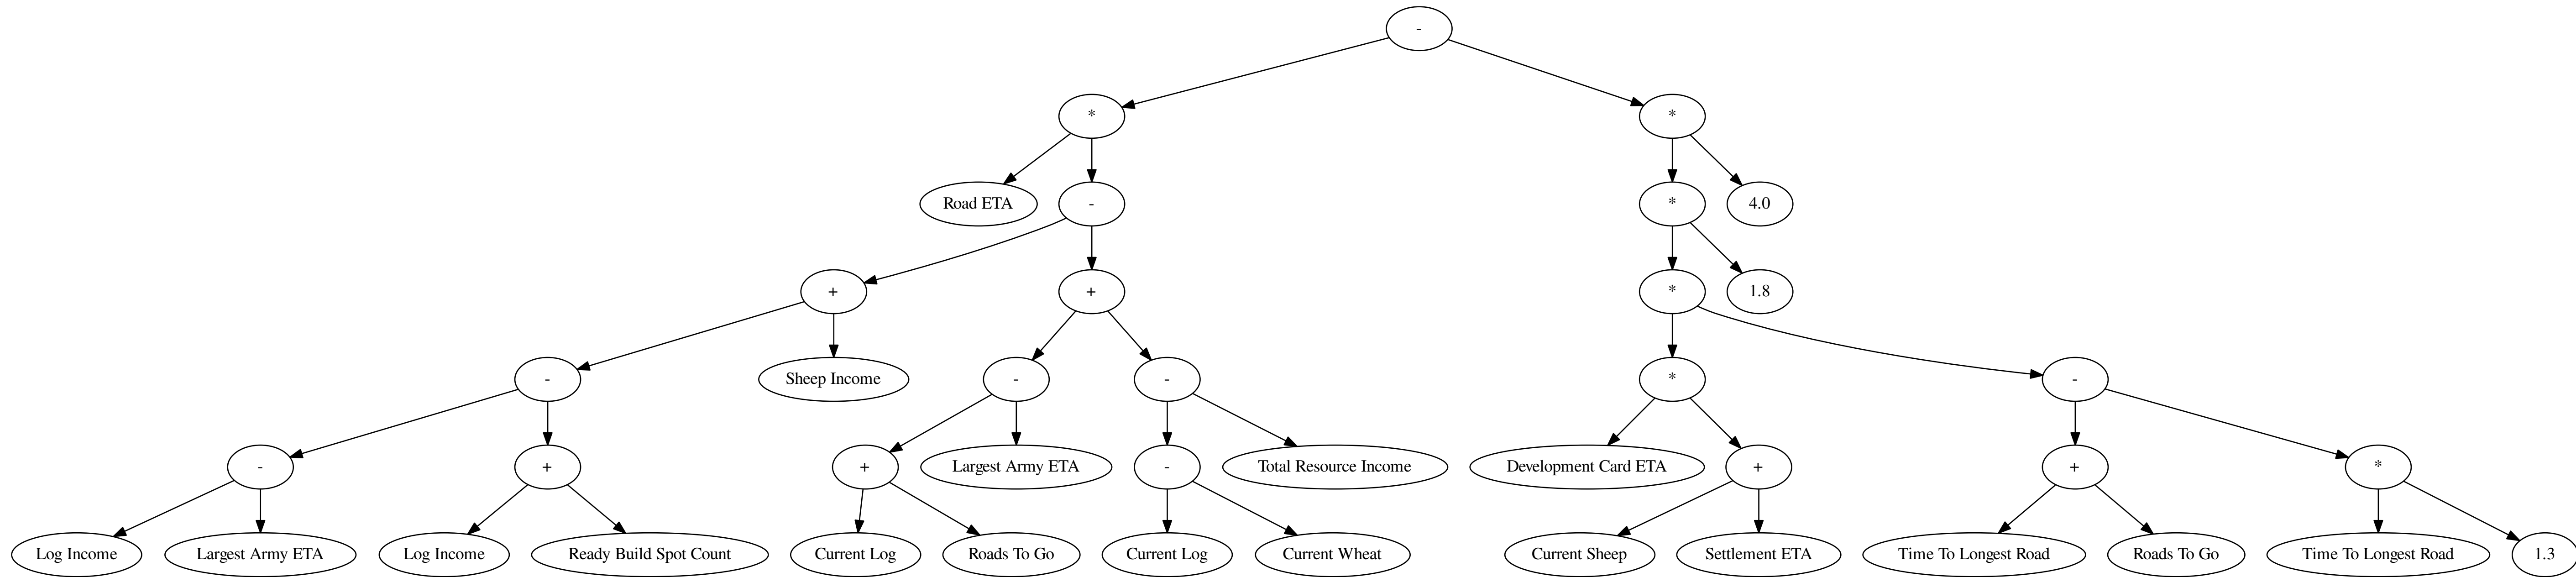 -
*
*
Road ETA
-
*
4.0
+
+
*
1.8
-
Sheep Income
-
-
*
-
-
+
+
Largest Army ETA
-
Total Resource Income
Development Card ETA
+
+
*
Log Income
Largest Army ETA
Log Income
Ready Build Spot Count
Current Log
Roads To Go
Current Log
Current Wheat
Current Sheep
Settlement ETA
Time To Longest Road
Roads To Go
Time To Longest Road
1.3